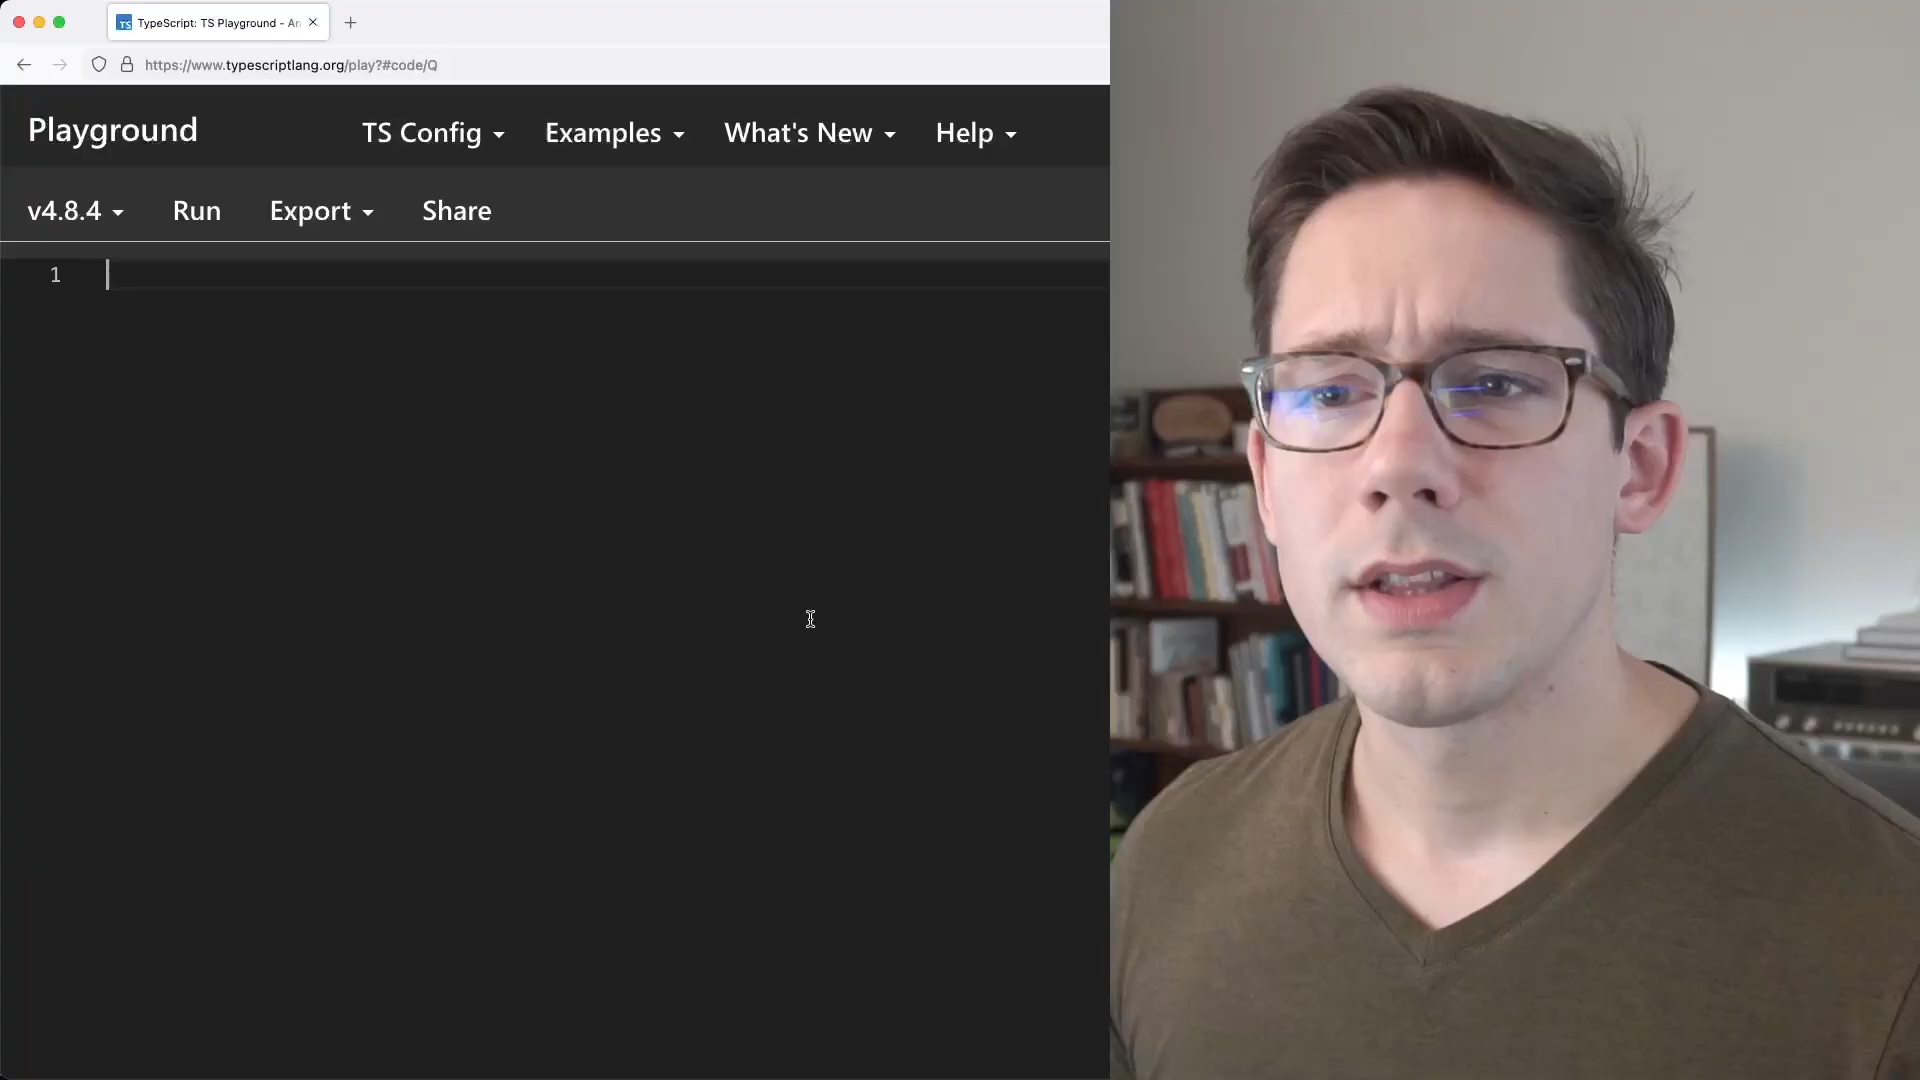 TypeScript: TS Playground - An
https://www.typescriptlang.org/play?#code/Q
Playground
TS Config
Examples
What's New
Help
v4.8.4
Run
Export
Share
1